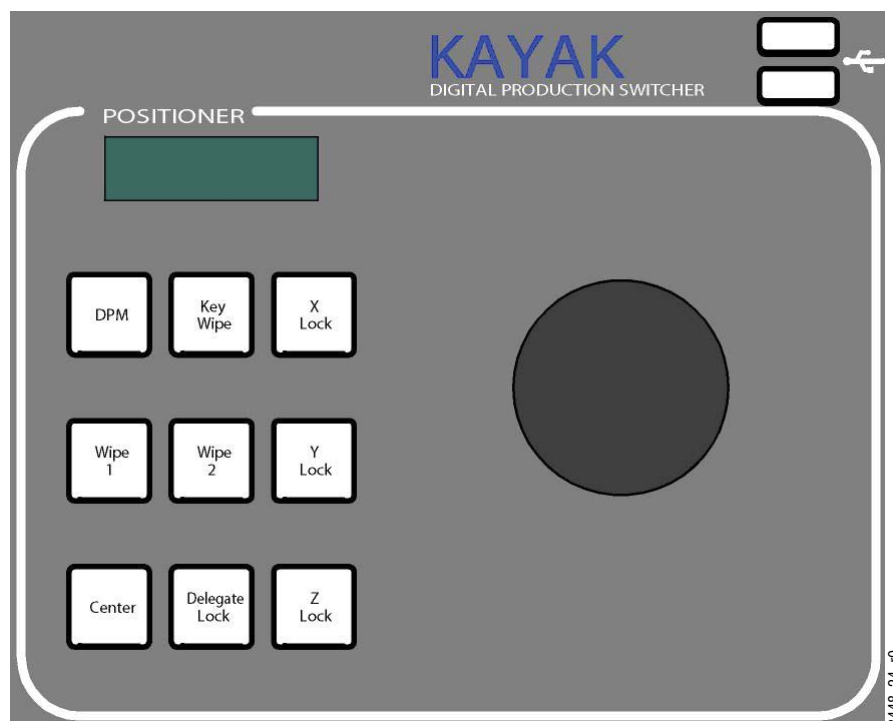 KAYAK
DIGITAL PRODUCTION SWITCHER
POSITIONER
DPM
Key
Wipe
X
Lock
Wipe
1
Wipe
2
Y
Lock
Center
Delegate
Lock
Z
Lock